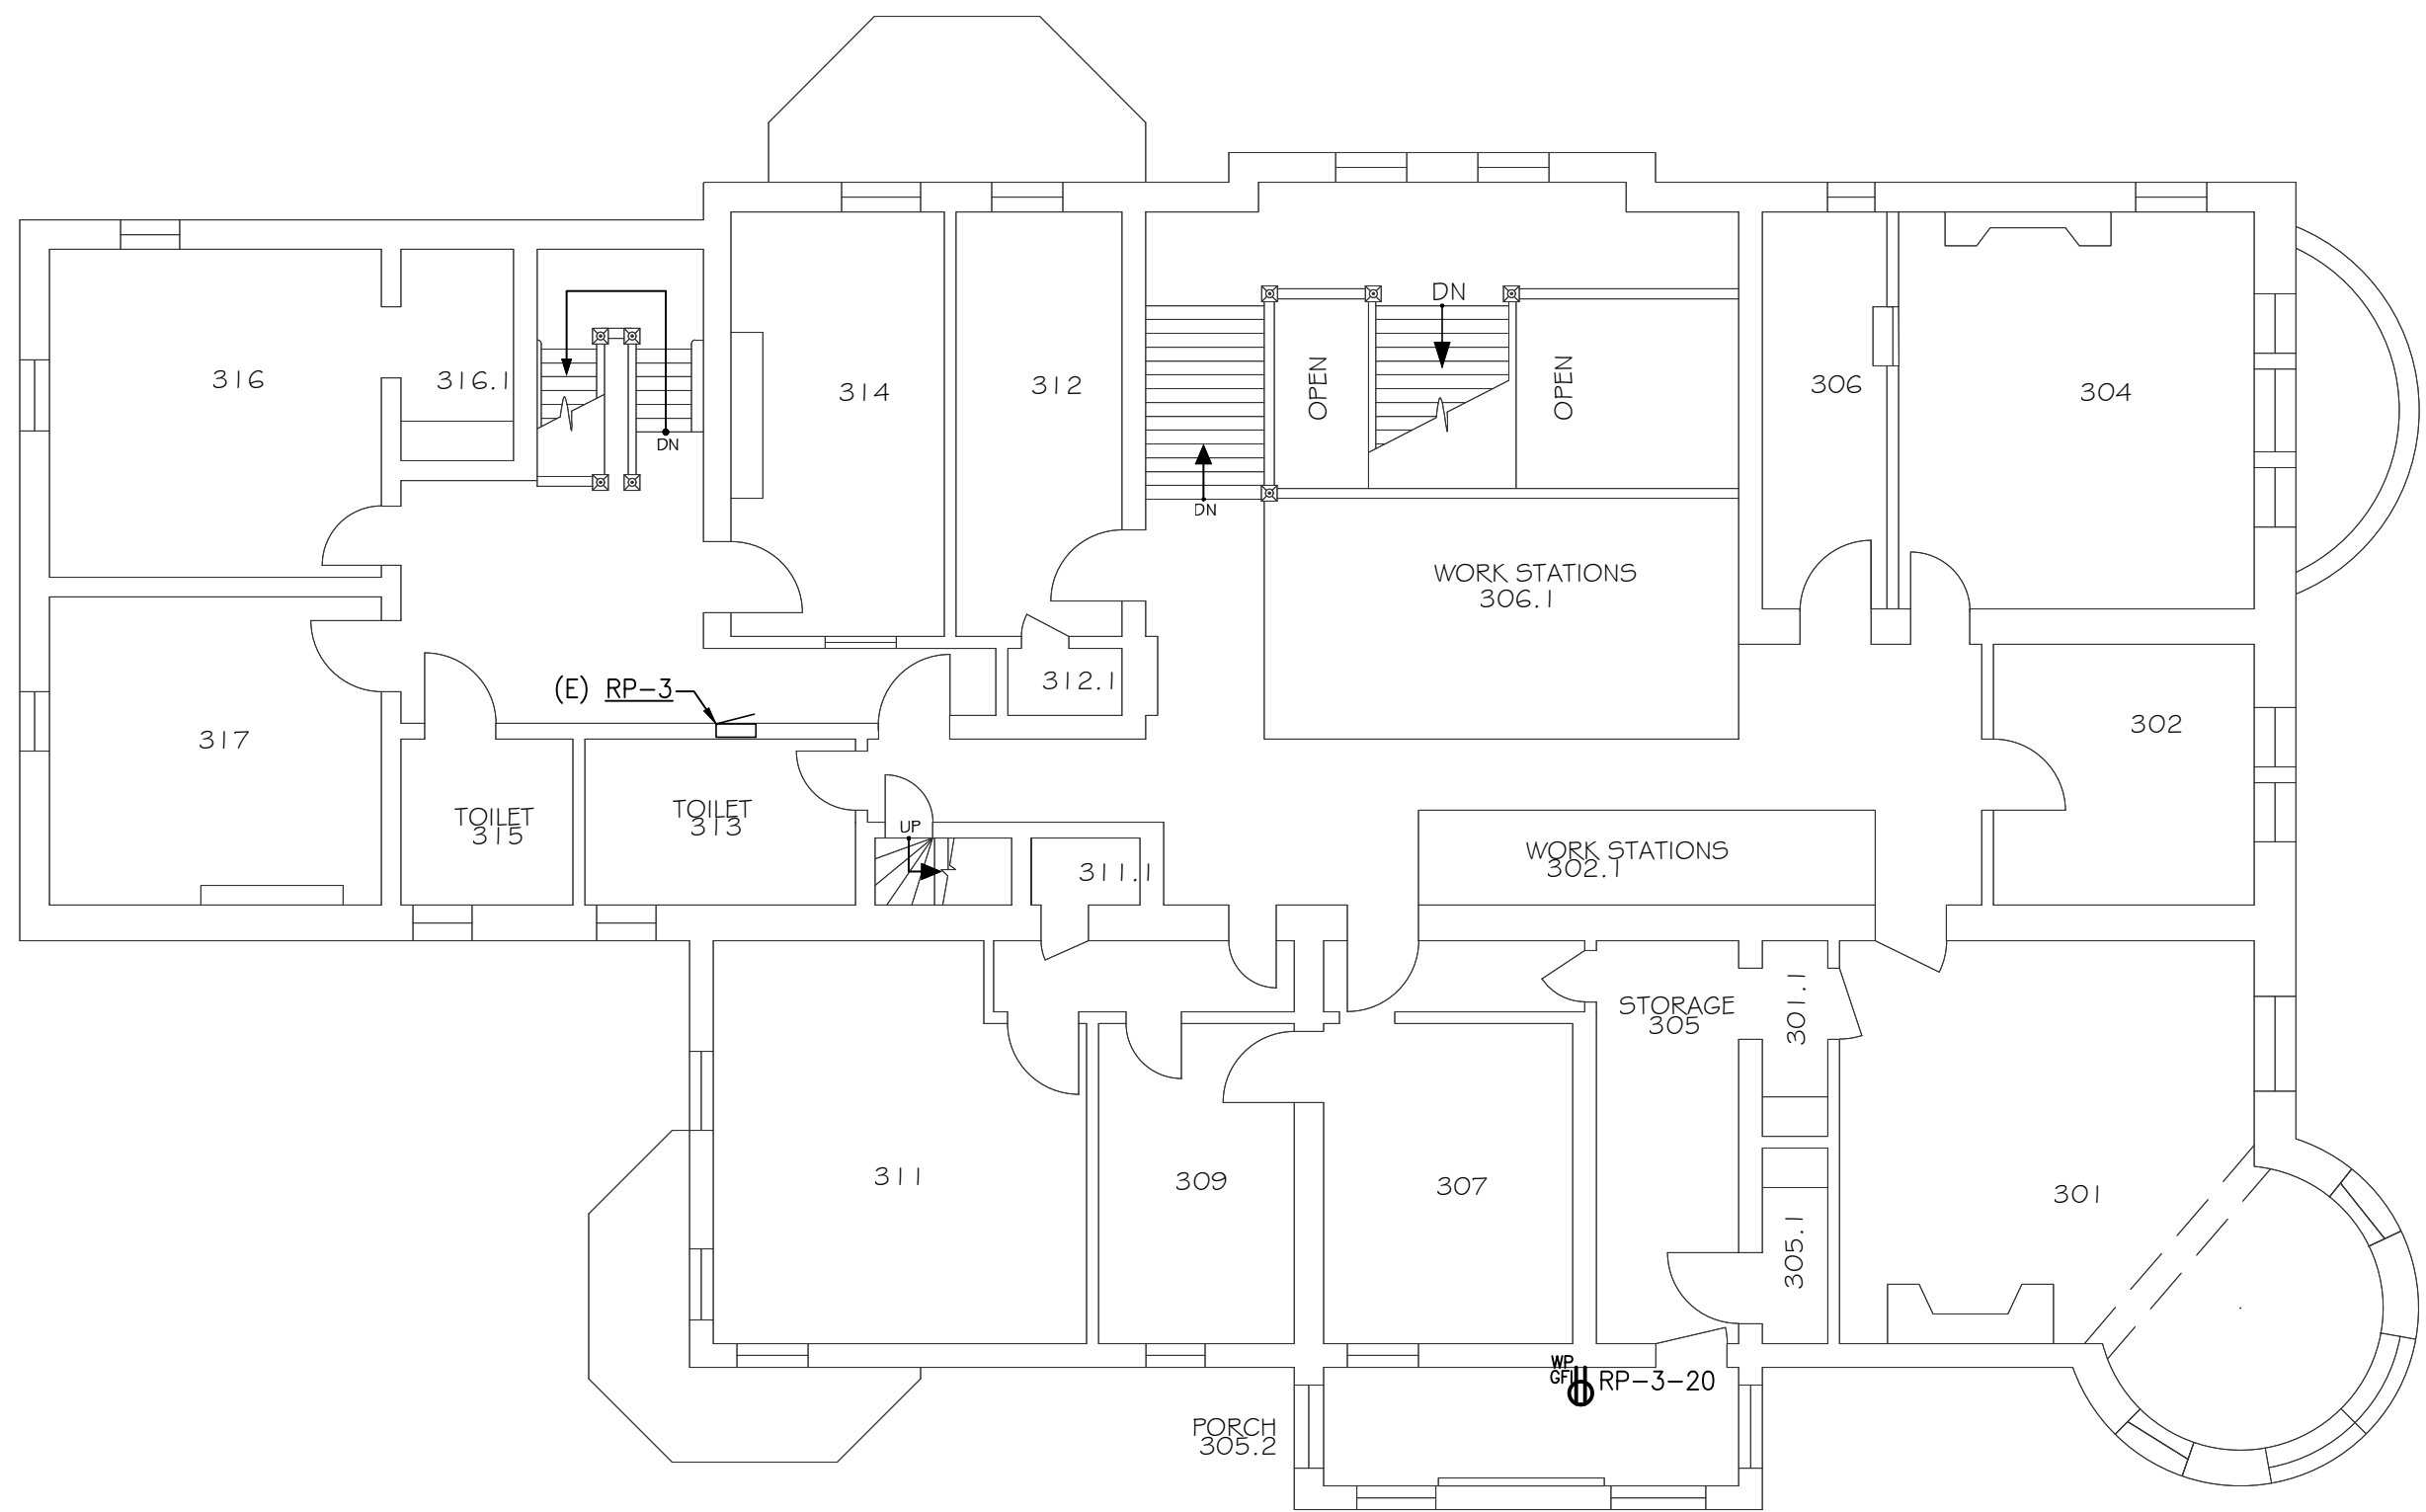 DN
OPEN
OPEN
316
316.1
314
312
306
304
DN
DN
WORK STATIONS
306.1
(E) RP-3
312.1
317
302
TOILET
315
TOILET
313
UP
311.1
WORK STATIONS
302.1
STORAGE
305
301.1
311
309
307
301
305.1
WP
GFI
RP-3-20
PORCH
305.2